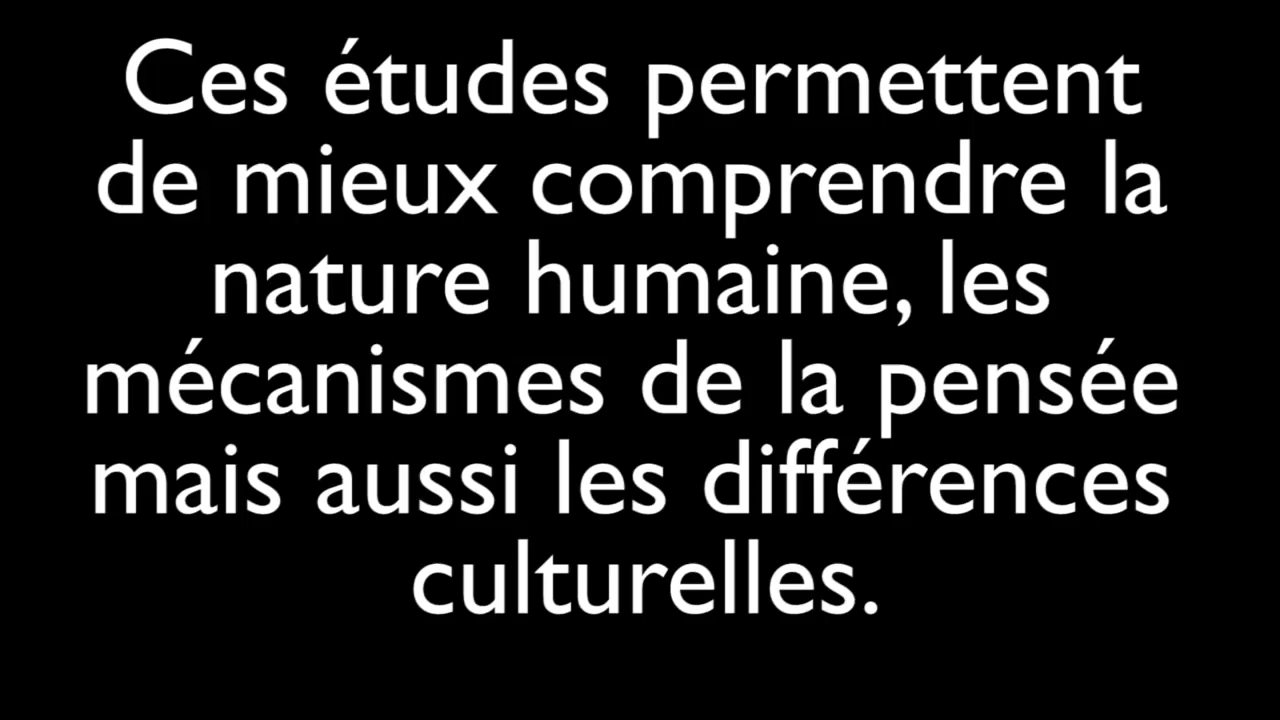 Ces études permettent
de mieux comprendre la
nature humaine, les
mécanismes de la pensée
mais aussi les différences
culturelles.